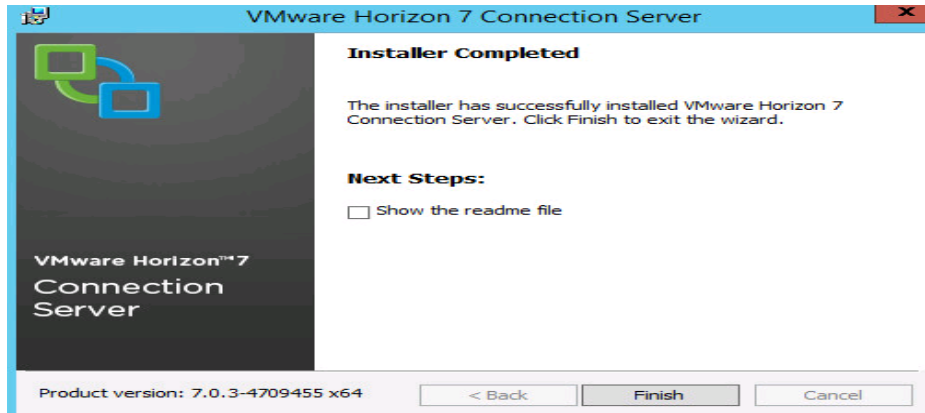 VMware Horizon 7 Connection Server
x
Installer Completed
The installer has successfully installed VMware Horizon 7
Connection Server. Click Finish to exit the wizard.
Next Steps:
Show the readme file
VMware Horizon™7
Connection
Server
Product version: 7.0.3-4709455 x64
< Back
Finish
Cancel